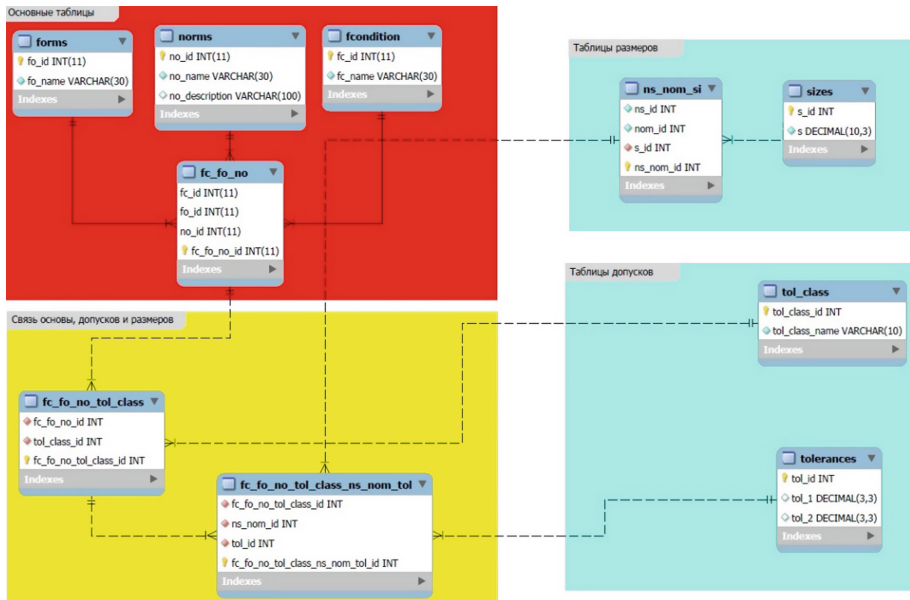 Основные таблицы
forms
fo_id INT(11)
fo_name VARCHAR(30)
Indexes
norms
no_id INT(11)
no_name VARCHAR(30)
no_description VARCHAR(100)
Indexes
fcondition
fc_id INT(11)
fc_name VARCHAR(30)
Indexes
fc_fo_no
fc_id INT(11)
fo_id INT(11)
no_id INT(11)
fc_fo_no_id INT(11)
Indexes
Таблицы размеров
ns_nom_si
ns_id INT
nom_id INT
s_id INT
ns_nom_id INT
Indexes
sizes
s_id INT
s DECIMAL(10,3)
Indexes
Таблицы допусков
tol_class
tol_class_id INT
tol_class_name VARCHAR(10)
Indexes
tolerances
tol_id INT
tol_1 DECIMAL(3,3)
tol_2 DECIMAL(3,3)
Indexes
Связь основы, допусков и размеров
fc_fo_no_tol_class
fc_fo_no_id INT
tol_class_id INT
fc_fo_no_tol_class_id INT
Indexes
fc_fo_no_tol_class_ns_nom_tol
fc_fo_no_tol_class_id INT
ns_nom_id INT
tol_id INT
fc_fo_no_tol_class_ns_nom_tol_id INT
Indexes